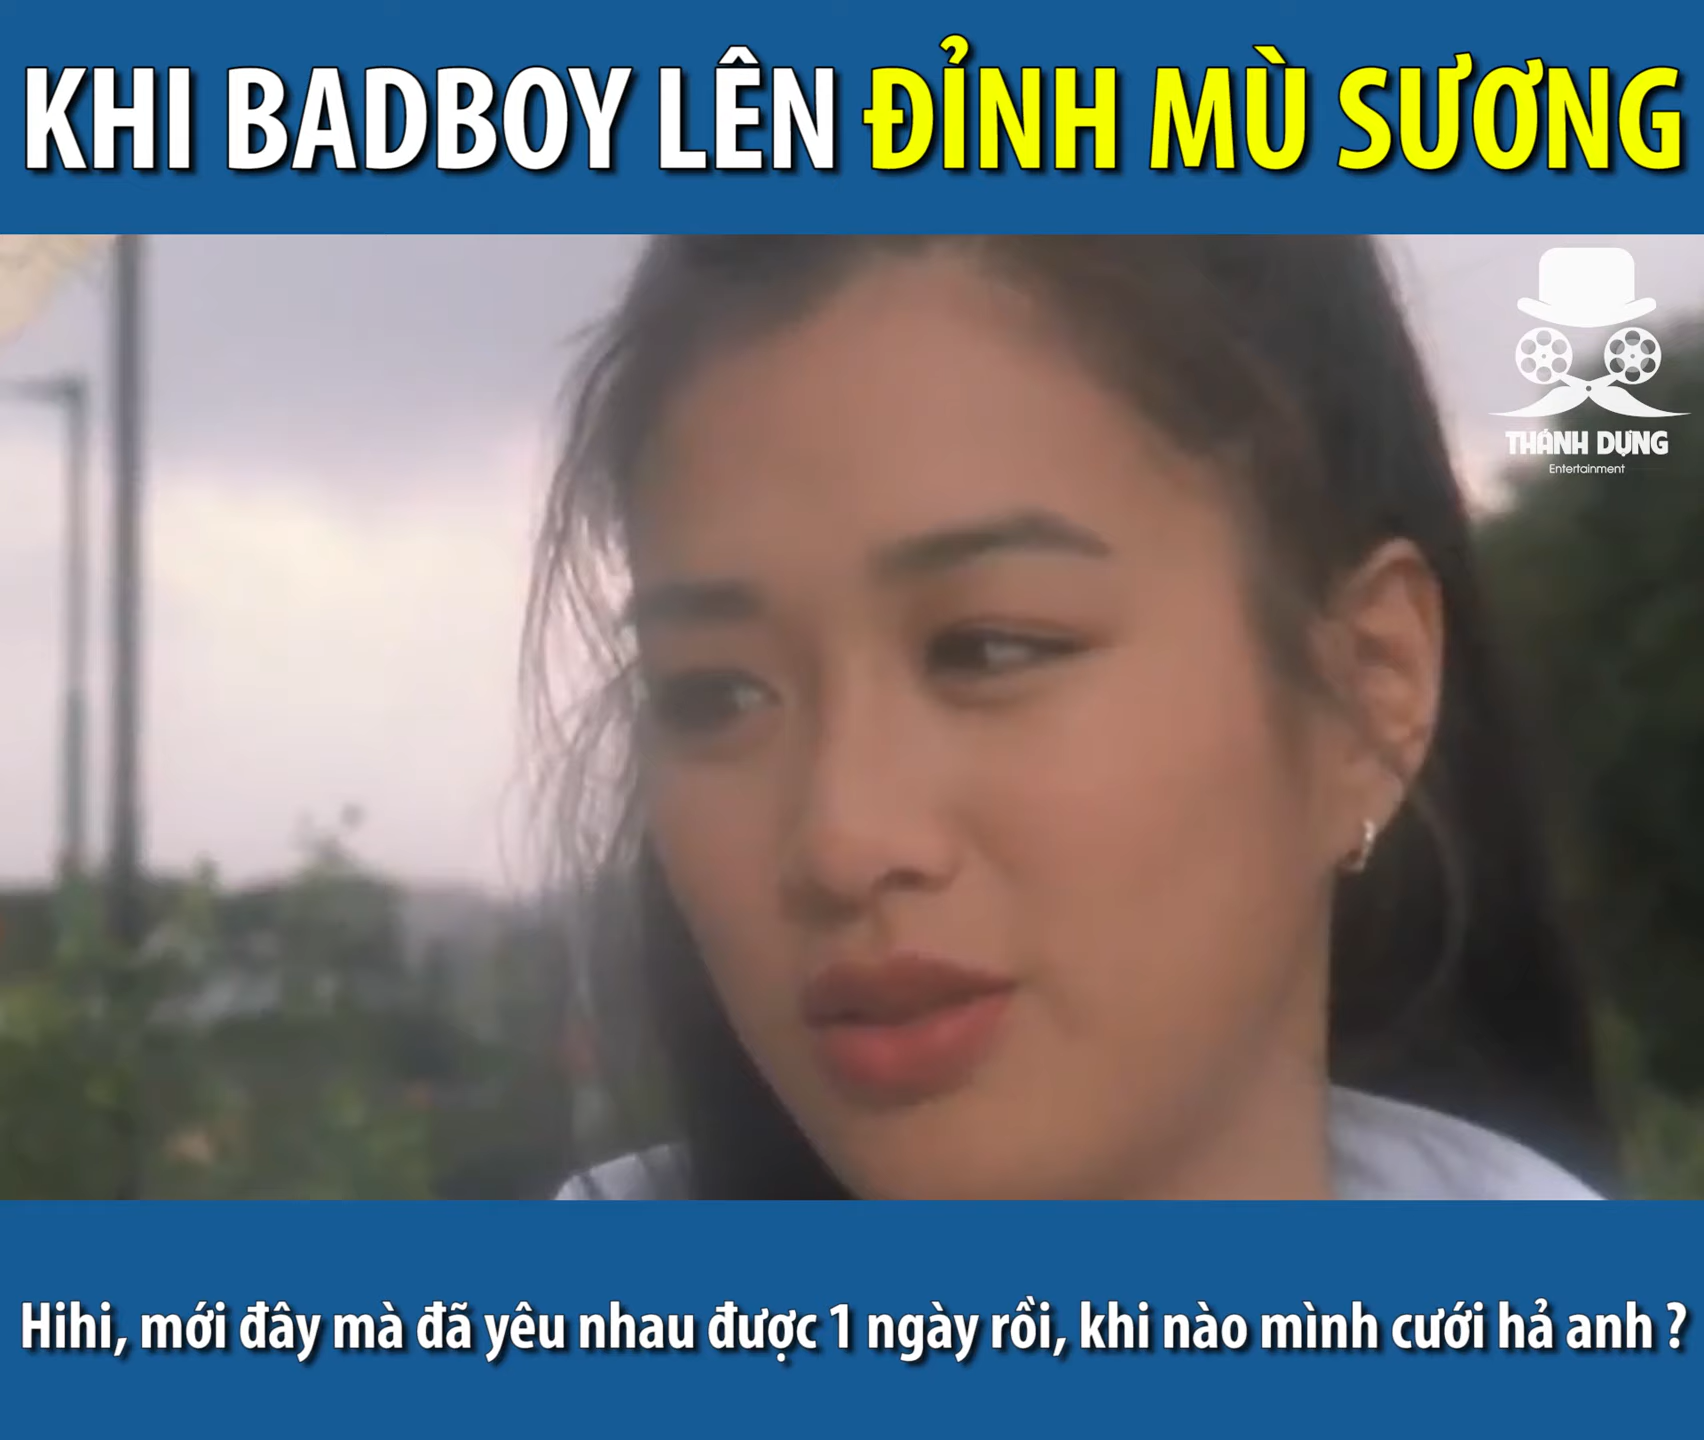 KHI BADBOY LÊN ĐỈNH MÙ SƯƠNG
THÁNH DỰNG
Entertainment
Hihi, mới đây mà đã yêu nhau được 1 ngày rồi, khi nào mình cưới hả anh ?